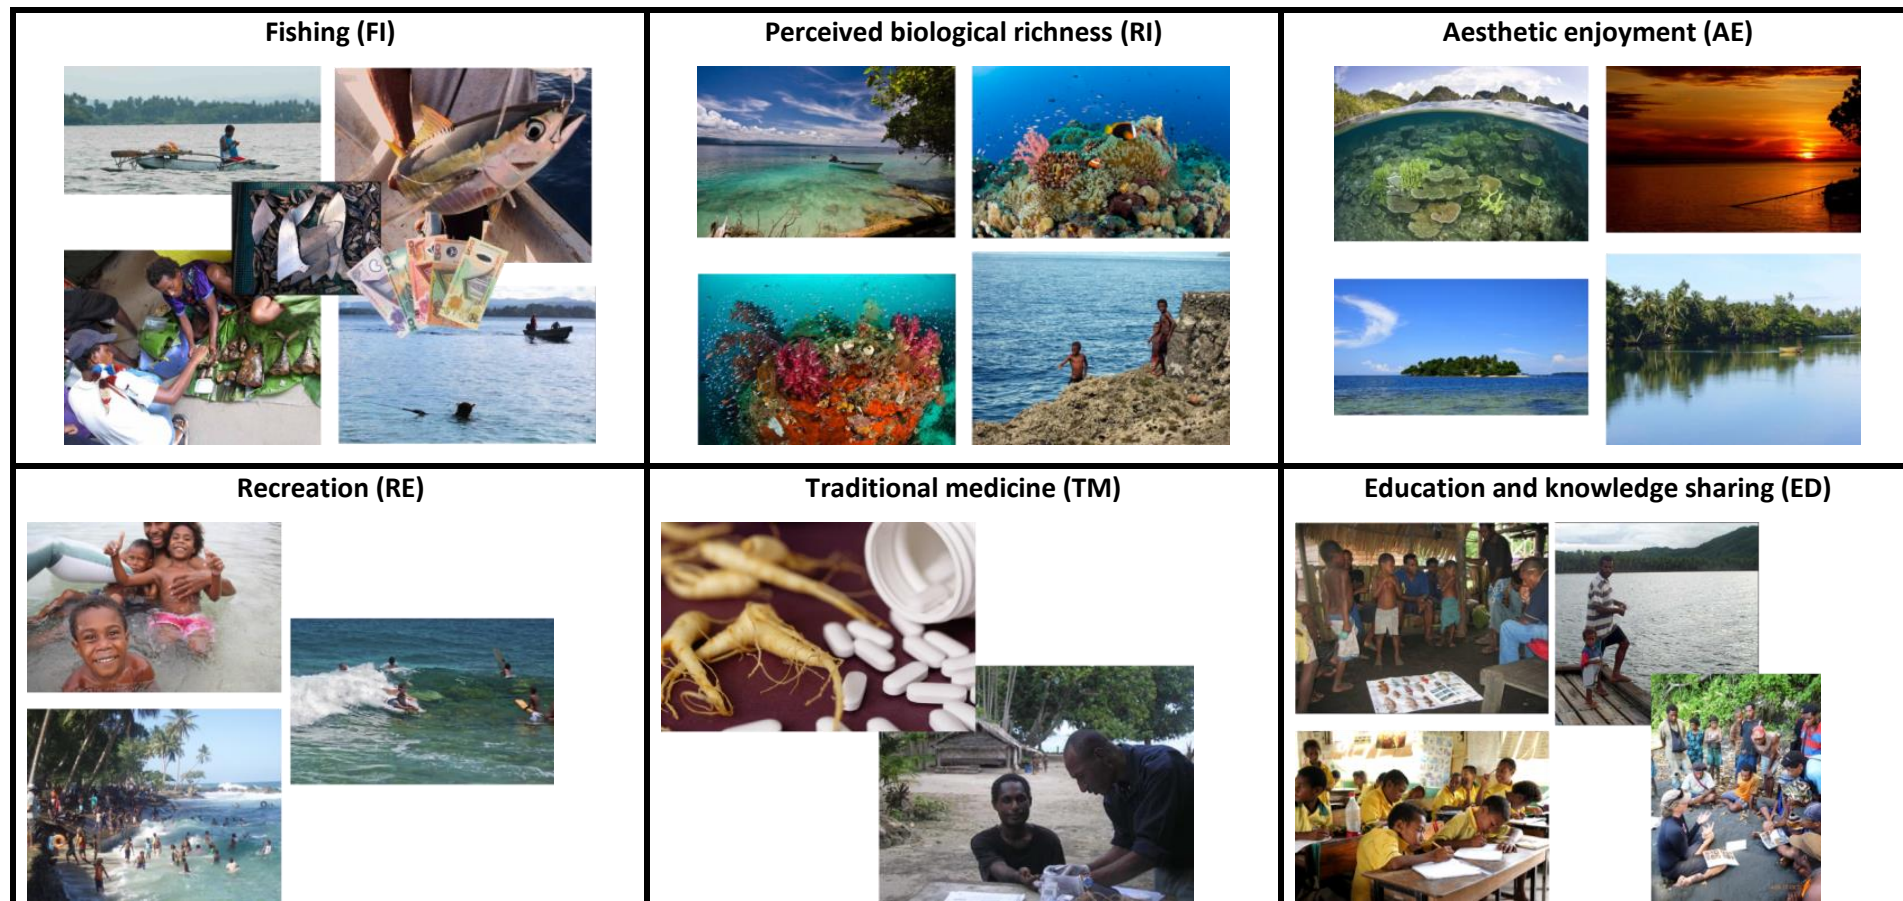 Fishing (FI)
Perceived biological richness (RI)
Aesthetic enjoyment (AE)
Recreation (RE)
Traditional medicine (TM)
Education and knowledge sharing (ED)